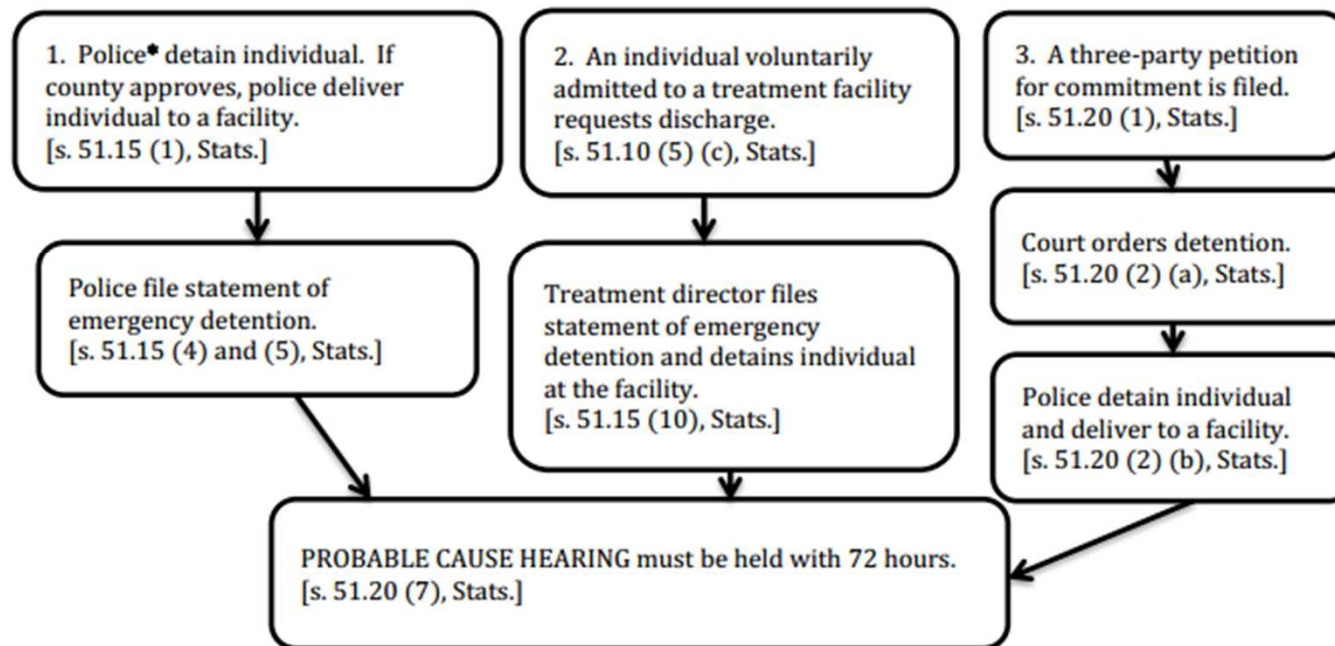 1. Police* detain individual. If
county approves, police deliver
individual to a facility.
[s. 51.15 (1), Stats.]
2. An individual voluntarily
admitted to a treatment facility
requests discharge.
[s. 51.10 (5) (c), Stats.]
3. A three-party petition
for commitment is filed.
[s. 51.20 (1), Stats.]
Police file statement of
emergency detention.
[s. 51.15 (4) and (5), Stats.]
Treatment director files
statement of emergency
detention and detains individual
at the facility.
[s. 51.15 (10), Stats.]
Court orders detention.
[s. 51.20 (2) (a), Stats.]
Police detain individual
and deliver to a facility.
[s. 51.20 (2) (b), Stats.]
PROBABLE CAUSE HEARING must be held with 72 hours.
[s. 51.20 (7), Stats.]